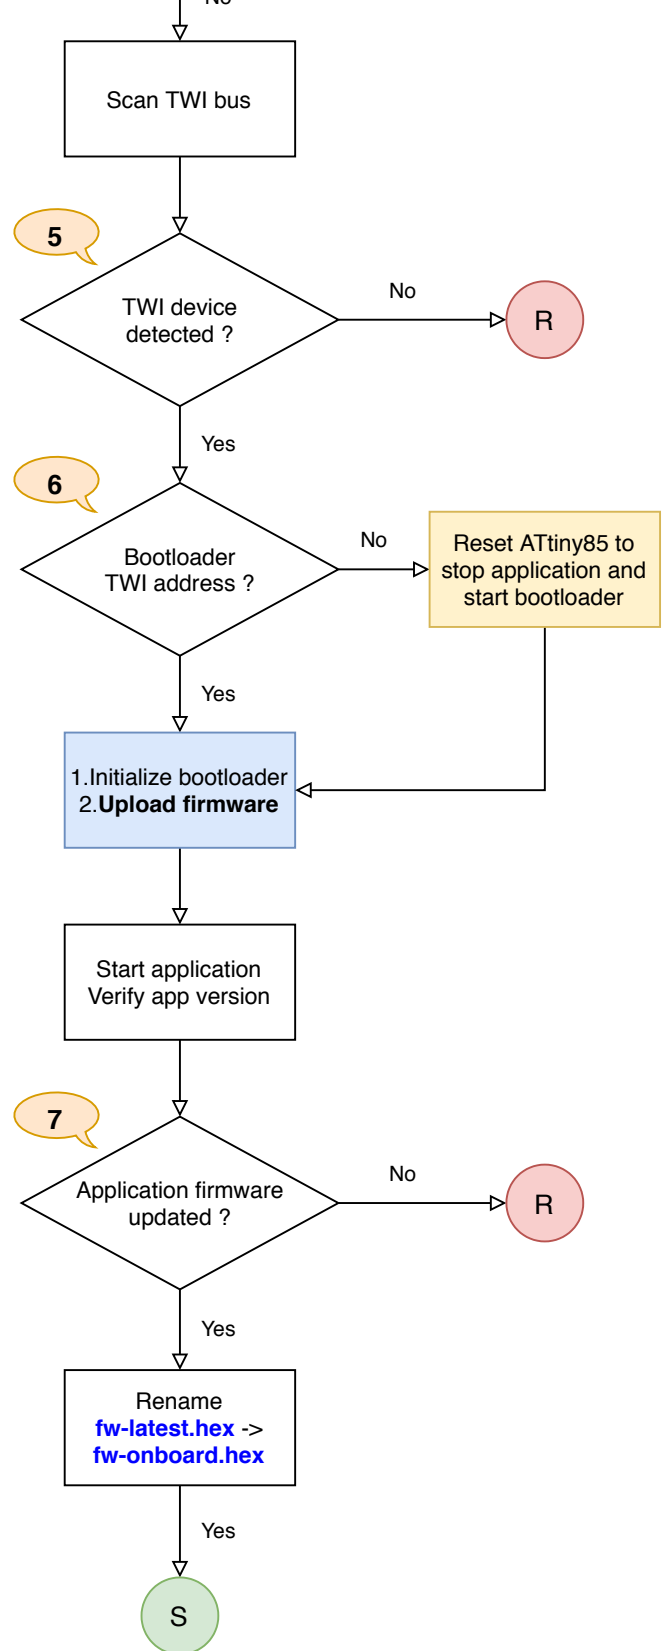 No
Scan TWI bus
5
TWI device
detected ?
No
R
Yes
6
Bootloader
TWI address ?
No
Reset ATtiny85 to
stop application and
start bootloader
Yes
1.Initialize bootloader
2.Upload firmware
Start application
Verify app version
7
Application firmware
updated ?
No
R
Yes
Rename
fw-latest.hex ->
fw-onboard.hex
Yes
S